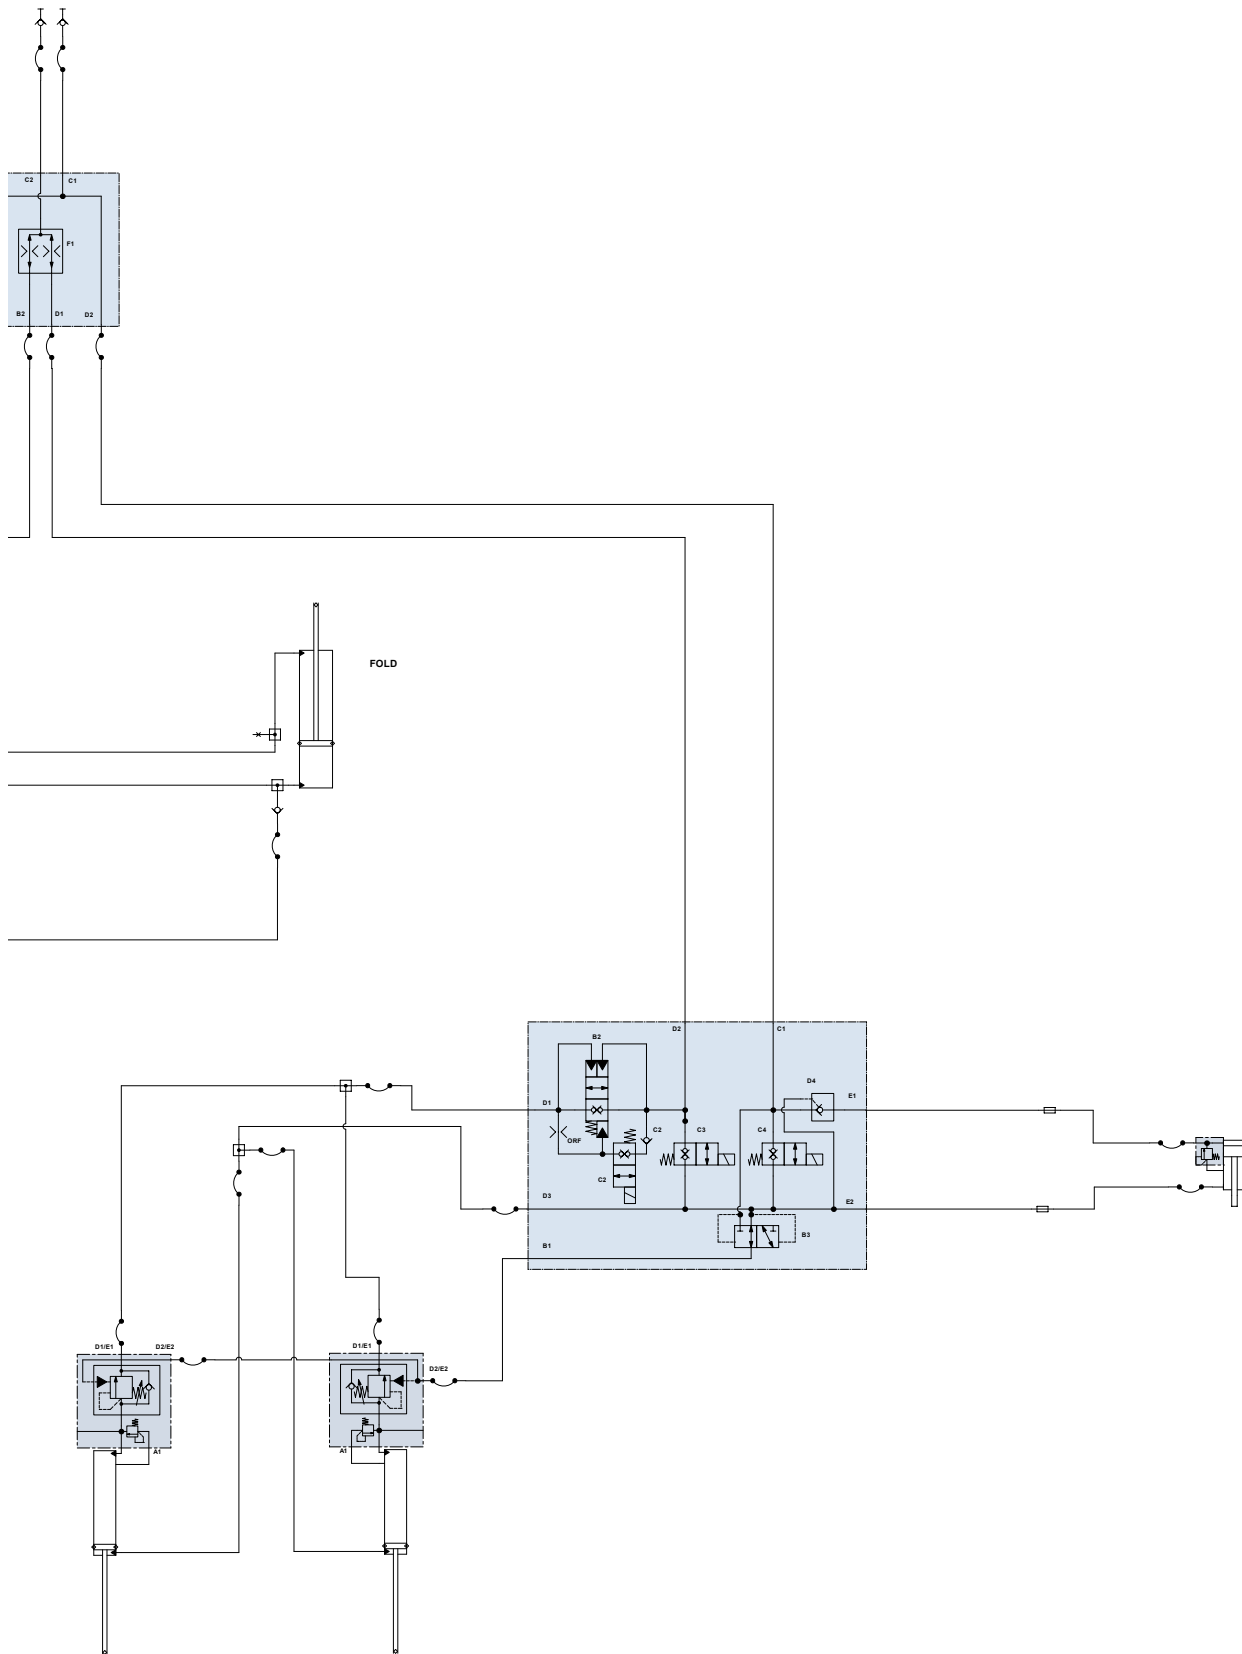 C2 C1
F1
B2 D1 D2
FOLD
D2 C1
B2
D4
D1 E1
C2 C3 C4
ORF
C2
D3 E2
B3
B1
D1/E1 D2/E2 D1/E1
D2/E2
A1 A1